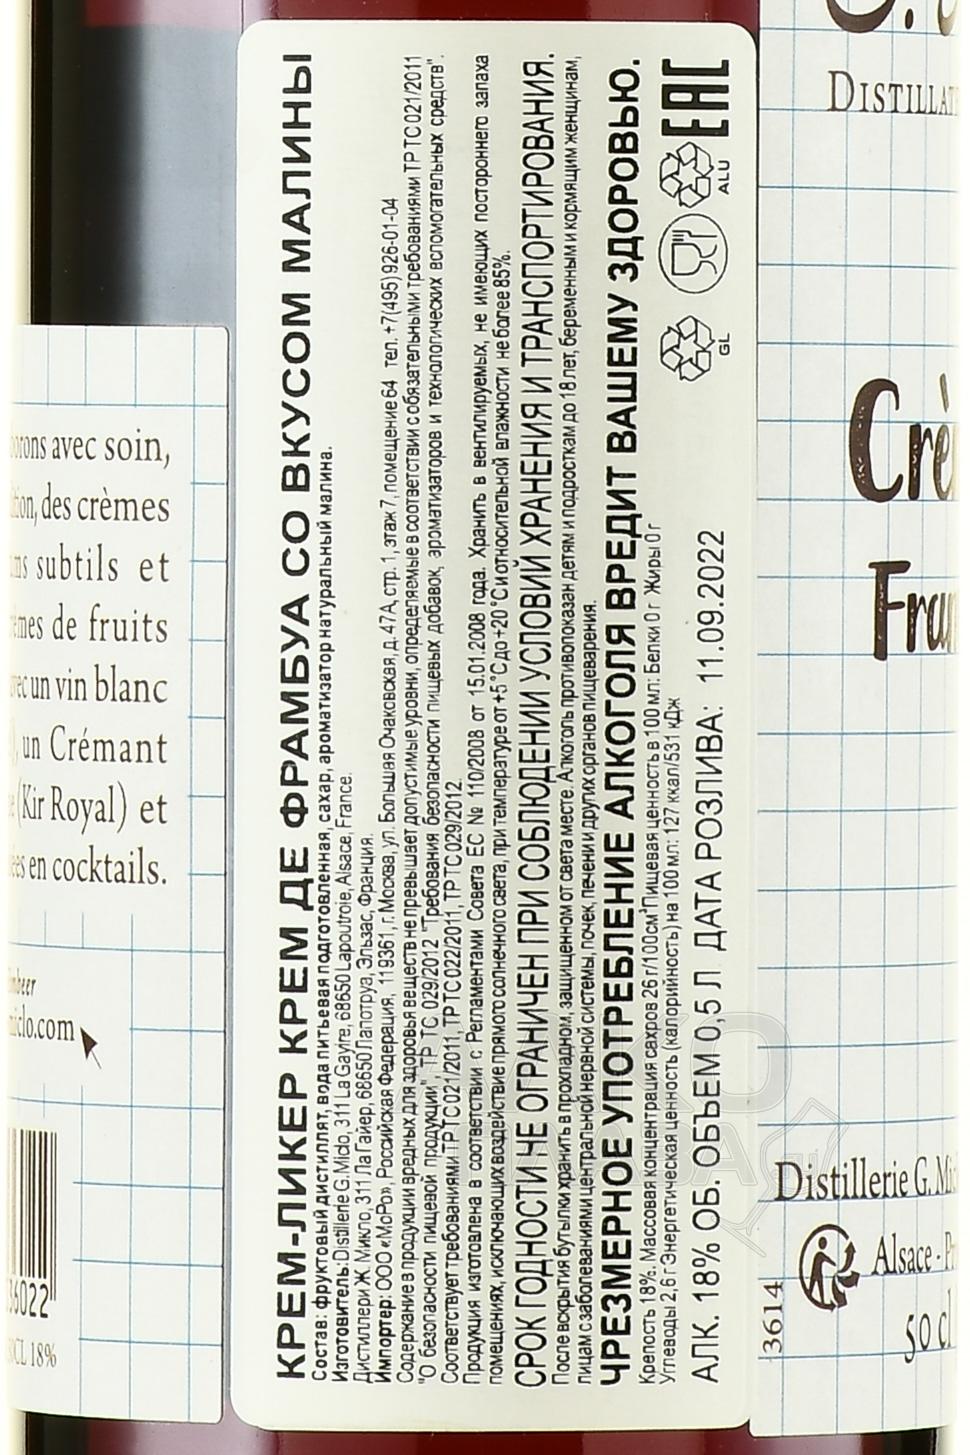 КРЕМ-ЛИКЕР КРЕМ ДЕ ФРАМБУА СО ВКУСОМ МАЛИНЫ
Состав: фруктовый дистиллят, вода питьевая подготовленная, сахар, ароматизатор натуральный малина.
Изготовитель: Distillerie G.Miclo, 311 La Gayire, 68650 Lapoutroie, Alsace, France.
Дистиллери Ж. Микло, 311 Ла Гайер, 68650 Лапотруа, Эльзас, Франция.
Импортер: ООО «МоРо», Российская Федерация, 119361, г. Москва, ул. Большая Очаковская, д. 47А, стр. 1, этаж 7, помещение 64 тел. +7(495)926-01-04
Содержание в продукции вредных для здоровья веществ не превышает допустимые уровни, определяемые в соответствии с обязательными требованиями ТР ТС 021/2011
"О безопасности пищевой продукции", ТР ТС 029/2012 "Требования безопасности пищевых добавок, ароматизаторов и технологических вспомогательных средств".
Соответствует требованиям ТР ТС 021/2011, ТР ТС 022/2011, ТР ТС 029/2012.
Продукция изготовлена в соответствии с Регламентами Совета ЕС № 110/2008 от 15.01.2008 года. Хранить в вентилируемых, не имеющих постороннего запаха
помещениях, исключающих воздействие прямого солнечного света, при температуре от +5°С до +20°С и относительной влажности не более 85%.
СРОК ГОДНОСТИ НЕ ОГРАНИЧЕН ПРИ СОБЛЮДЕНИИ УСЛОВИЙ ХРАНЕНИЯ И ТРАНСПОРТИРОВАНИЯ.
После вскрытия бутылки хранить в прохладном, защищенном от света месте. Алкоголь противопоказан детям и подросткам до 18 лет, беременным и кормящим женщинам,
лицам с заболеваниями центральной нервной системы, почек, печени и других органов пищеварения.
ЧРЕЗМЕРНОЕ УПОТРЕБЛЕНИЕ АЛКОГОЛЯ ВРЕДИТ ВАШЕМУ ЗДОРОВЬЮ.
Крепость 18%. Массовая концентрация сахаров 26 г/100см³ Пищевая ценность в 100 мл: Белки 0 г Жиры 0 г
Углеводы 2,6 г Энергетическая ценность (калорийность) на 100 мл: 127 ккал/531 кДж
АЛК. 18% ОБ. ОБЪЕМ 0,5 Л ДАТА РОЗЛИВА: 11.09.2022
GL
ALU
EAC
avec soin,
des crèmes
subtils et
de fruits
un vin blanc
un Crémant
(Kir Royal) et
en cocktails.
miclo.com
36022
CL 18%
DISTILLAT
Crè
Fram
Distillerie G. Mic
Alsace -
50 cl
3614